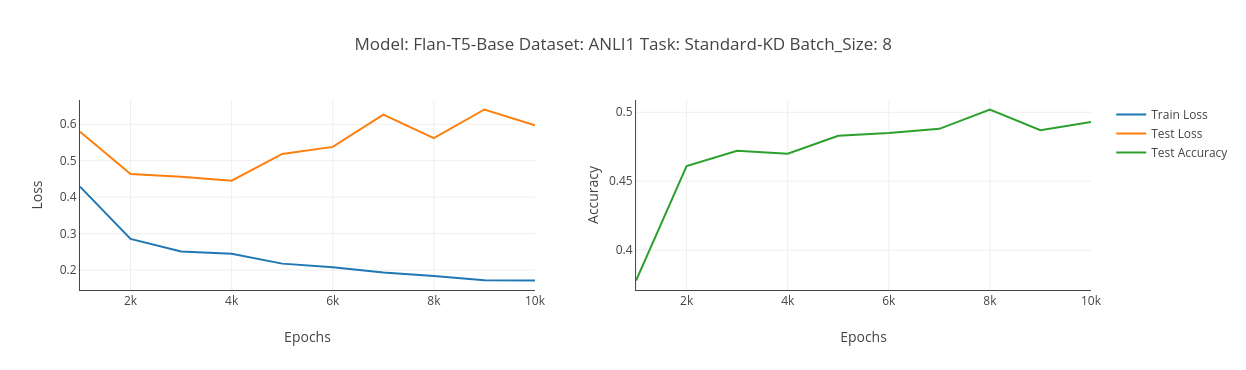 Model: Flan-T5-Base Dataset: ANLI1 Task: Standard-KD Batch_Size: 8
Loss
0.6
0.5
0.4
0.3
0.2
2k 4k 6k 8k 10k
Epochs
Accuracy
0.5
0.45
0.4
2k 4k 6k 8k 10k
Epochs
Train Loss
Test Loss
Test Accuracy